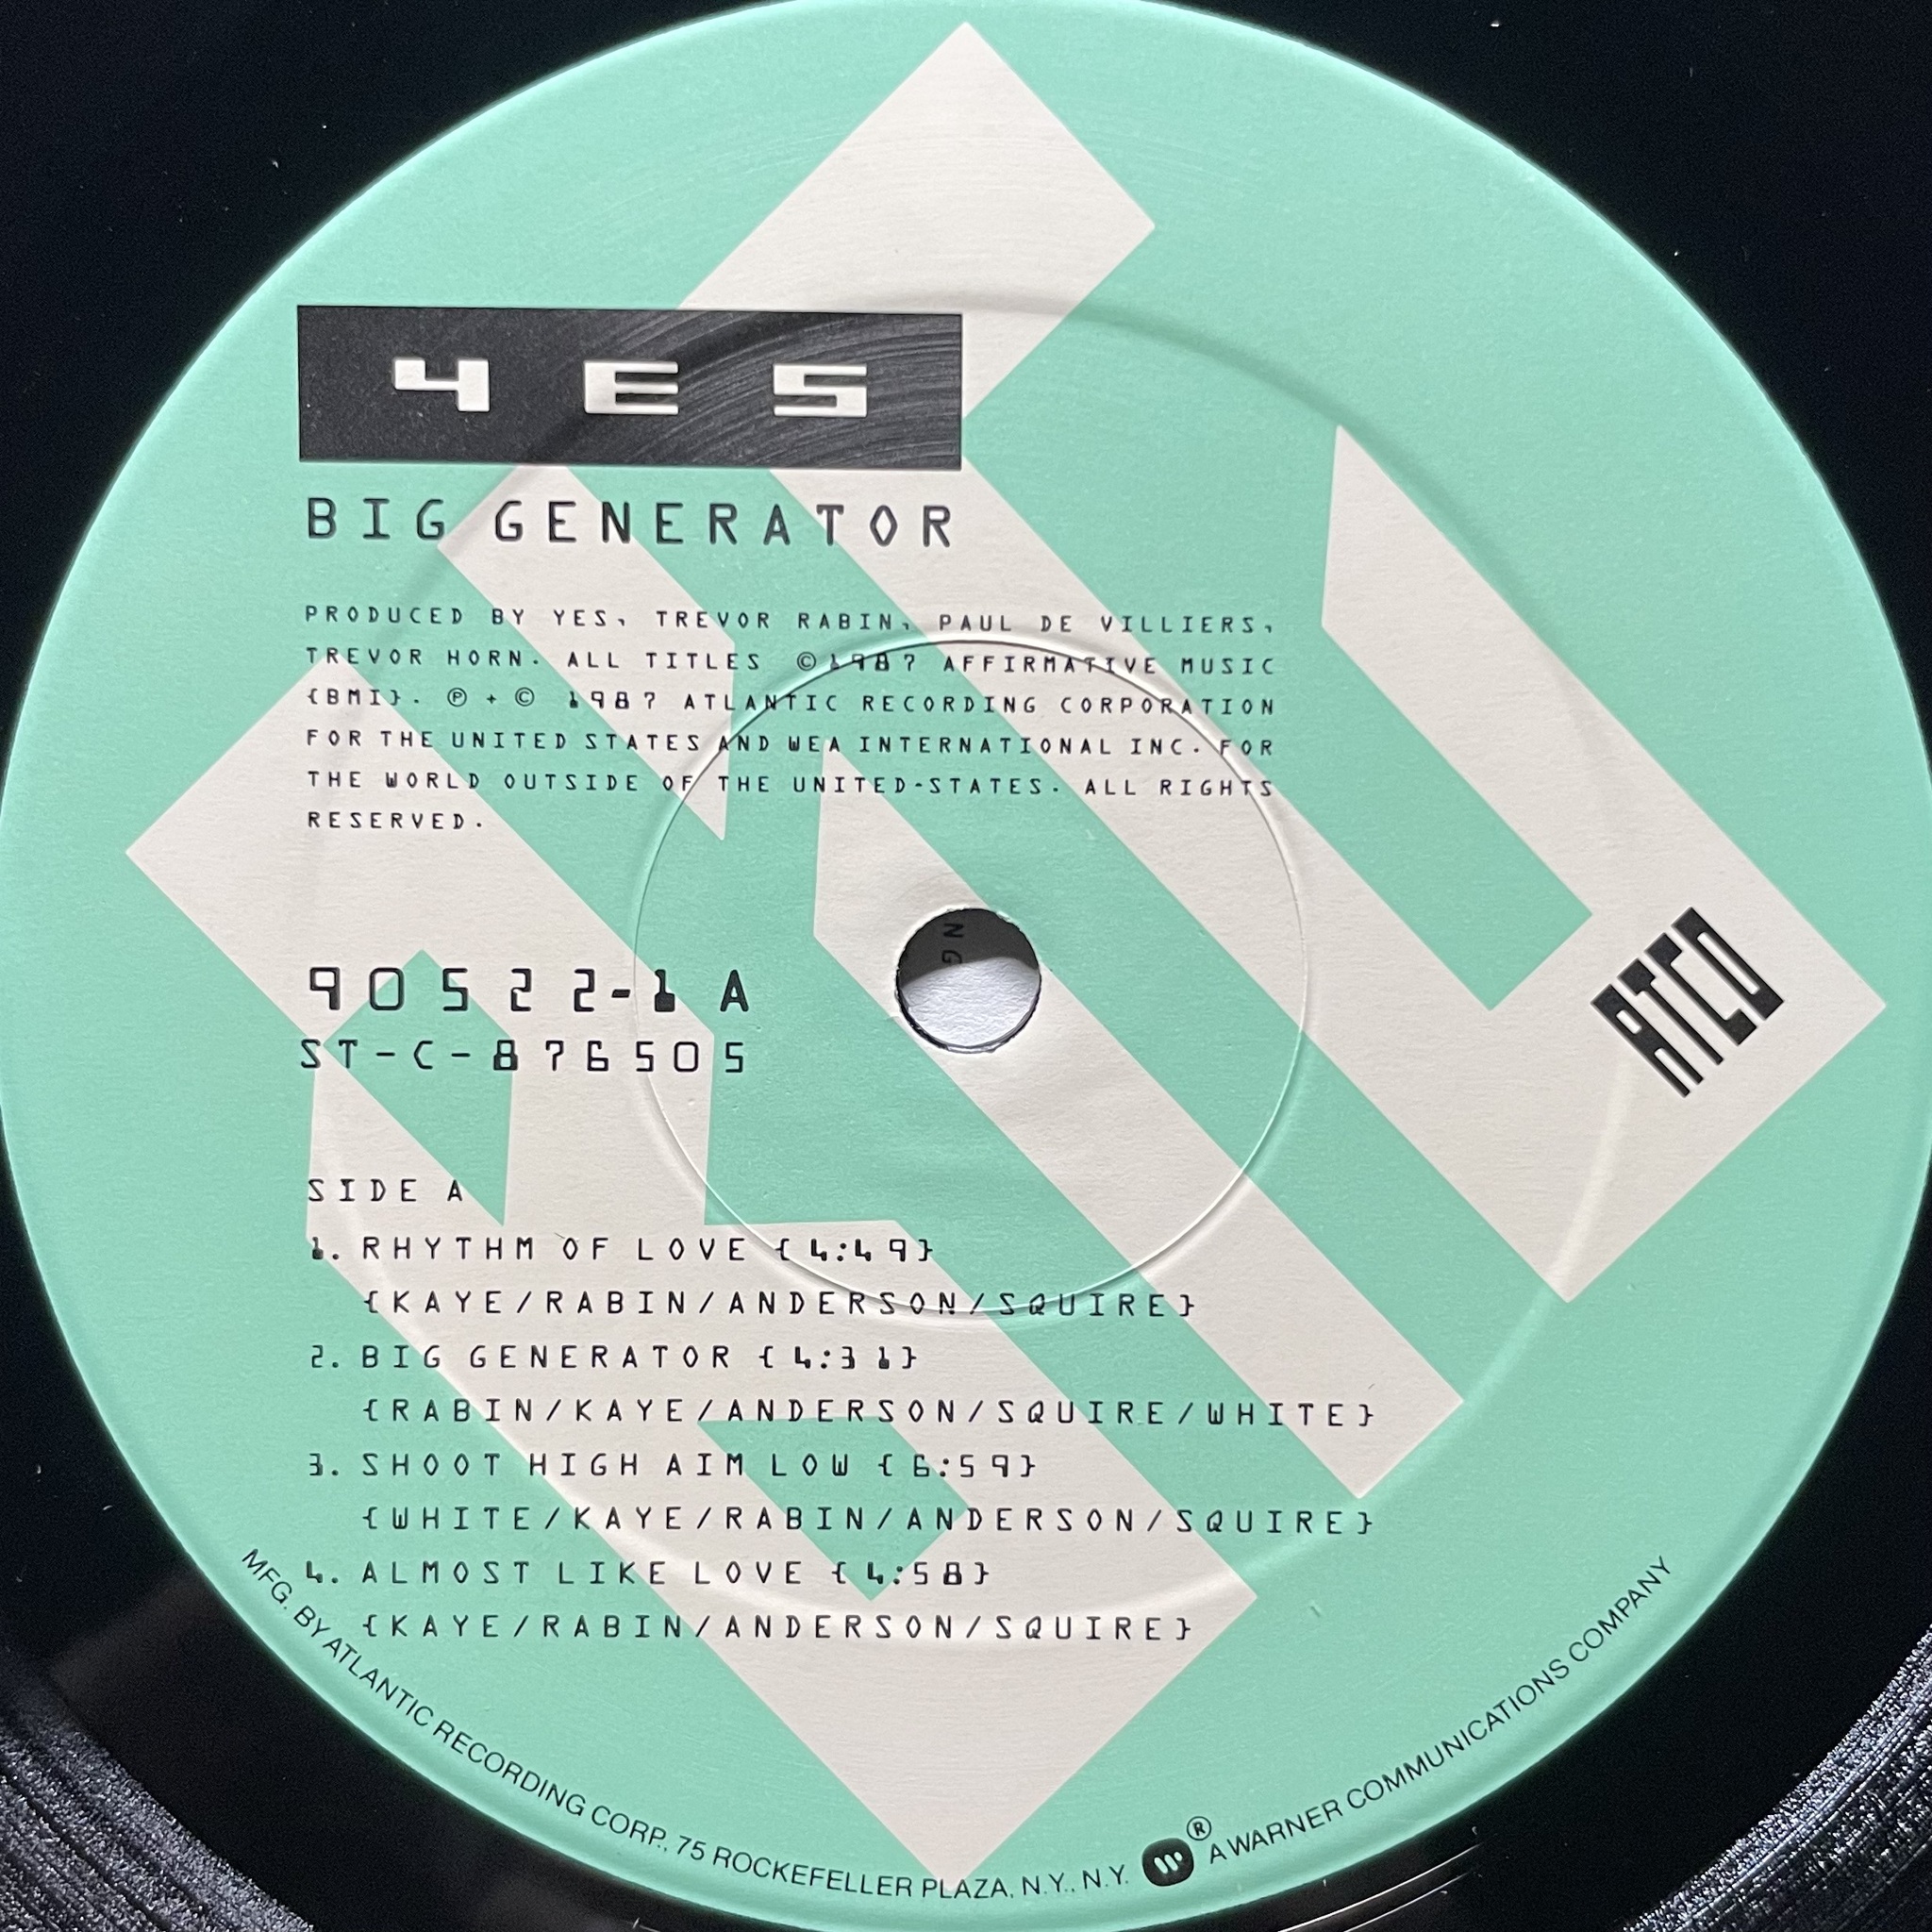 YES
BIG GENERATOR
PRODUCED BY YES, TREVOR RABIN, PAUL DE VILLIERS,
TREVOR HORN. ALL TITLES ©1987 AFFIRMATIVE MUSIC
{BMI}. ℗ + © 1987 ATLANTIC RECORDING CORPORATION
FOR THE UNITED STATES AND WEA INTERNATIONAL INC. FOR
THE WORLD OUTSIDE OF THE UNITED-STATES. ALL RIGHTS
RESERVED.
NG
90522-1 A
ST-C-876505
ATCO
SIDE A
1. RHYTHM OF LOVE {4:49}
{KAYE/RABIN/ANDERSON/SQUIRE}
2. BIG GENERATOR {4:31}
{RABIN/KAYE/ANDERSON/SQUIRE/WHITE}
3. SHOOT HIGH AIM LOW {6:59}
{WHITE/KAYE/RABIN/ANDERSON/SQUIRE}
4. ALMOST LIKE LOVE {4:58}
{KAYE/RABIN/ANDERSON/SQUIRE}
MFG. BY ATLANTIC RECORDING CORP., 75 ROCKEFELLER PLAZA, N.Y., N.Y. ® A WARNER COMMUNICATIONS COMPANY